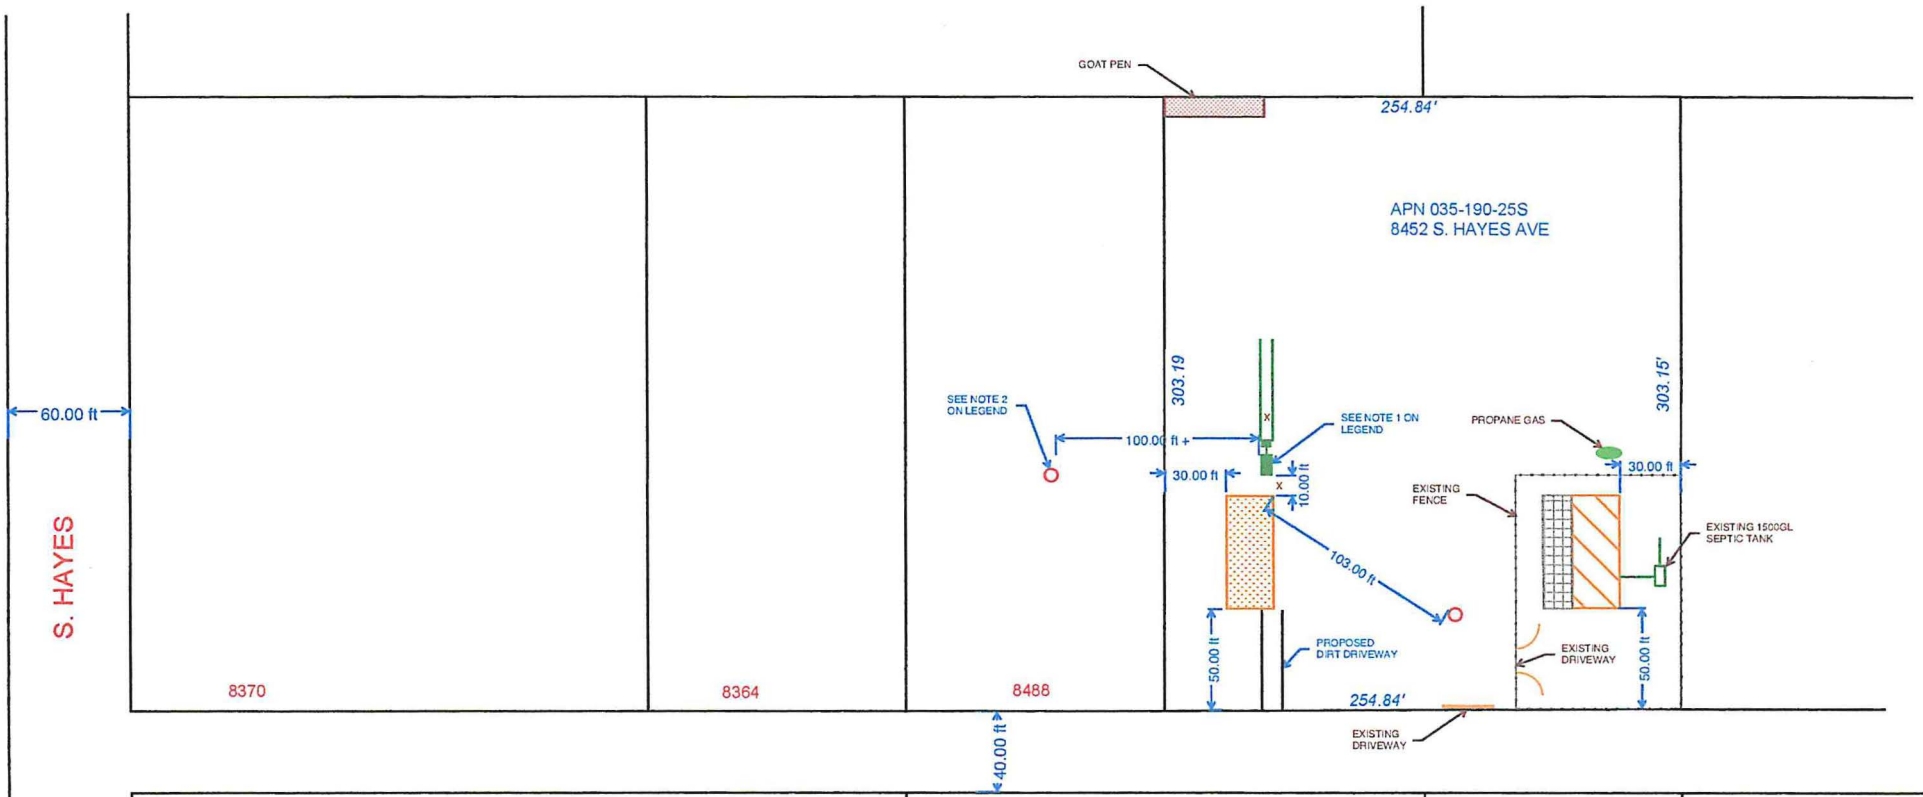 GOAT PEN
254.84'
APN 035-190-25S
8452 S. HAYES AVE
303.19
303.15'
SEE NOTE 2
ON LEGEND
60.00 ft
100.00 ft +
SEE NOTE 1 ON
LEGEND
PROPANE GAS
30.00 ft
10.00 ft
30.00 ft
x
x
EXISTING
FENCE
EXISTING 1500GL
SEPTIC TANK
S. HAYES
103.00 ft
50.00 ft
PROPOSED
DIRT DRIVEWAY
EXISTING
DRIVEWAY
50.00 ft
8370
8364
8488
254.84'
EXISTING
DRIVEWAY
40.00 ft